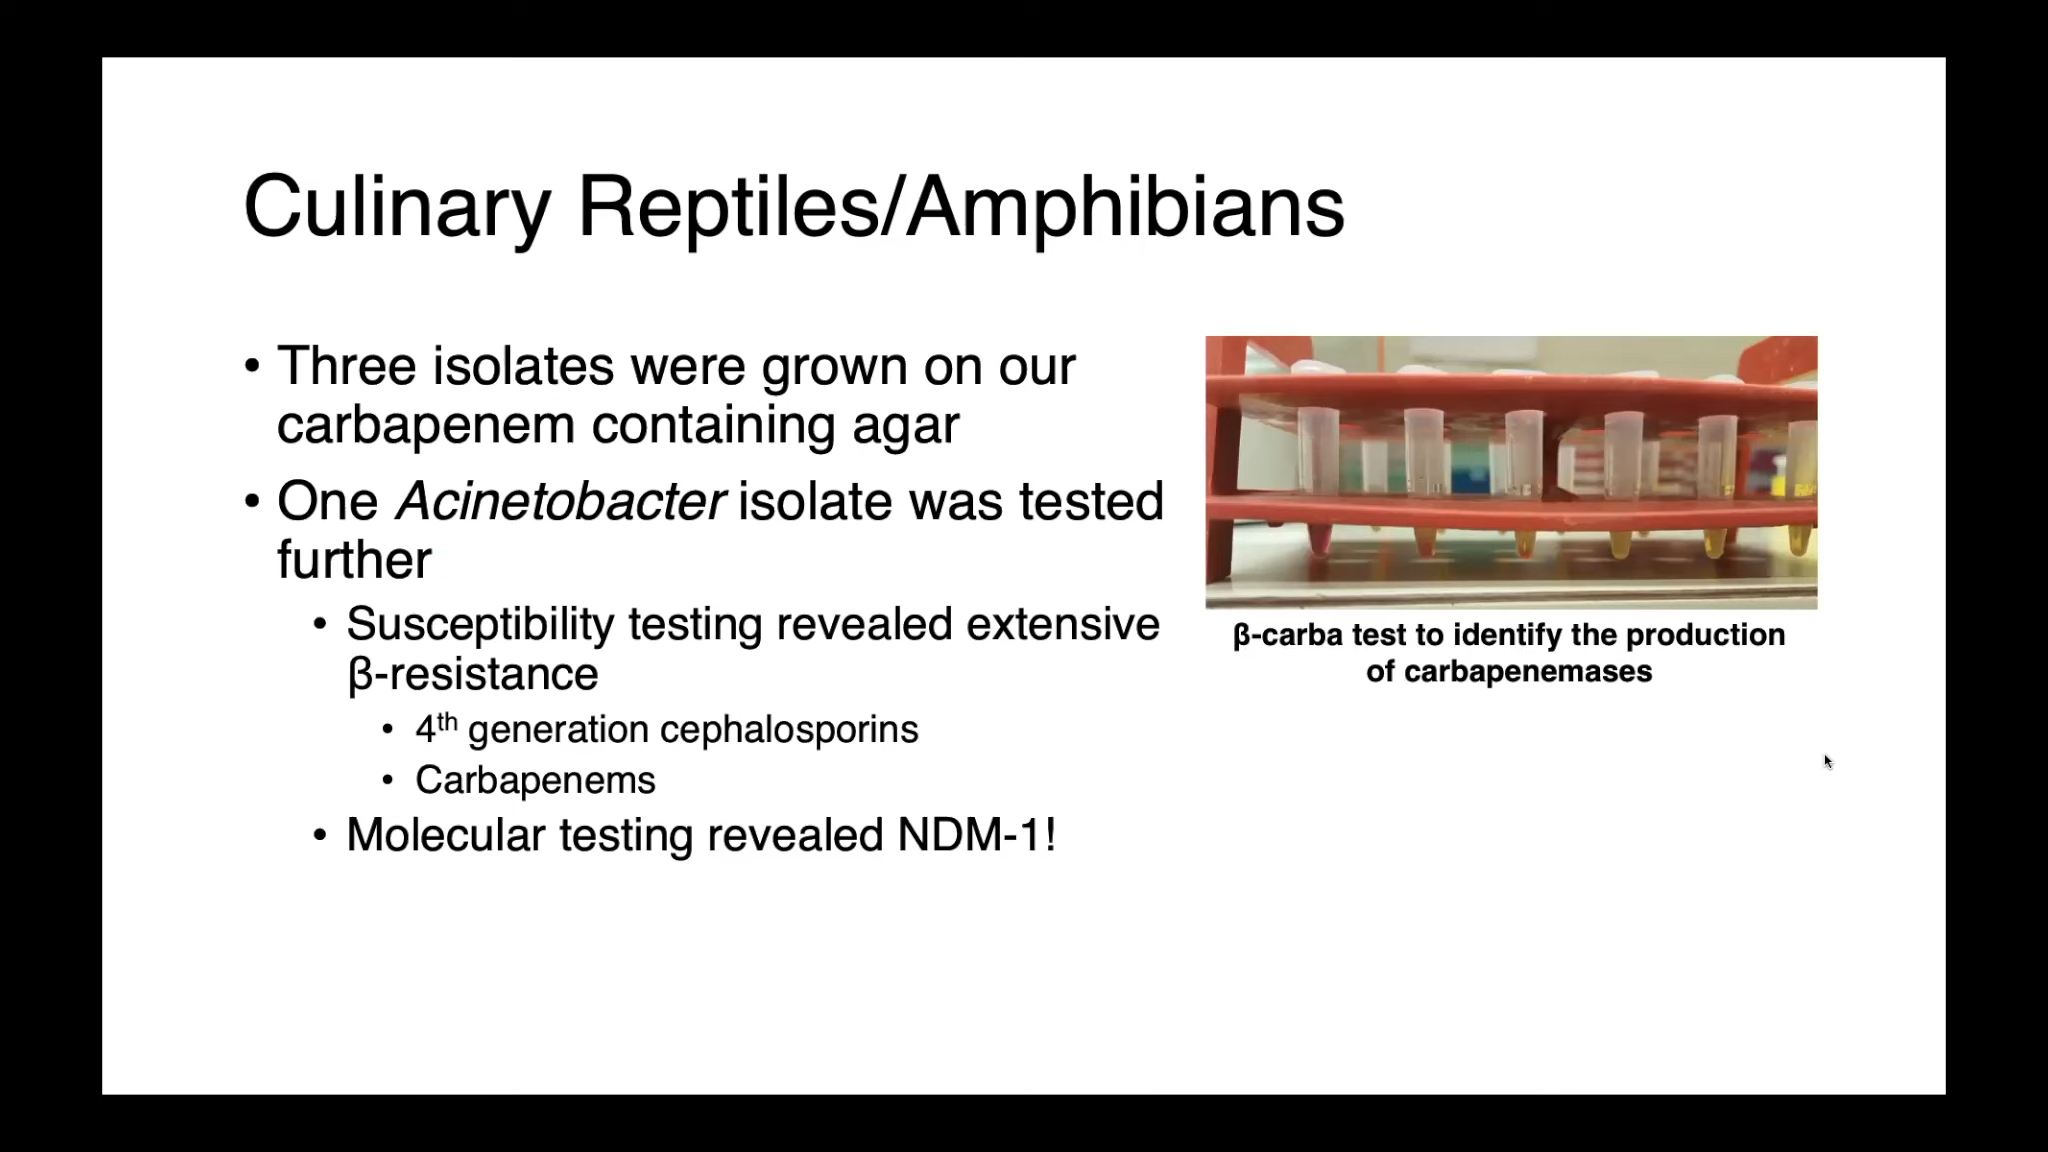 Culinary Reptiles/Amphibians
• Three isolates were grown on our
carbapenem containing agar
• One Acinetobacter isolate was tested
further
• Susceptibility testing revealed extensive
β-resistance
• 4th generation cephalosporins
• Carbapenems
• Molecular testing revealed NDM-1!
β-carba test to identify the production
of carbapenemases